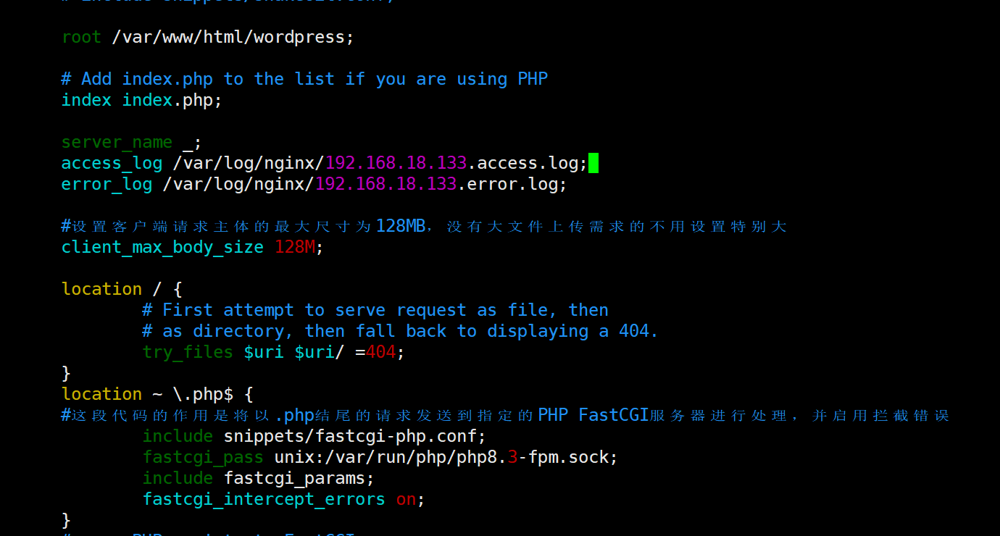 root /var/www/html/wordpress;
# Add index.php to the list if you are using PHP
index index.php;
server_name _;
access_log /var/log/nginx/192.168.18.133.access.log;
error_log /var/log/nginx/192.168.18.133.error.log;
#设置客户端请求主体的最大尺寸为128MB，没有大文件上传需求的不用设置特别大
client_max_body_size 128M;
location / {
# First attempt to serve request as file, then
# as directory, then fall back to displaying a 404.
try_files $uri $uri/ =404;
}
location ~ \.php$ {
#这段代码的作用是将以.php结尾的请求发送到指定的PHP FastCGI服务器进行处理，并启用拦截错误
include snippets/fastcgi-php.conf;
fastcgi_pass unix:/var/run/php/php8.3-fpm.sock;
include fastcgi_params;
fastcgi_intercept_errors on;
}